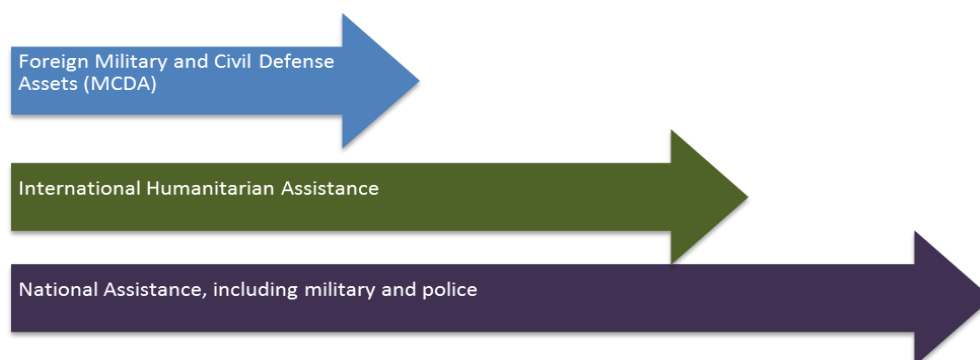 Foreign Military and Civil Defense
Assets (MCDA)
International Humanitarian Assistance
National Assistance, including military and police